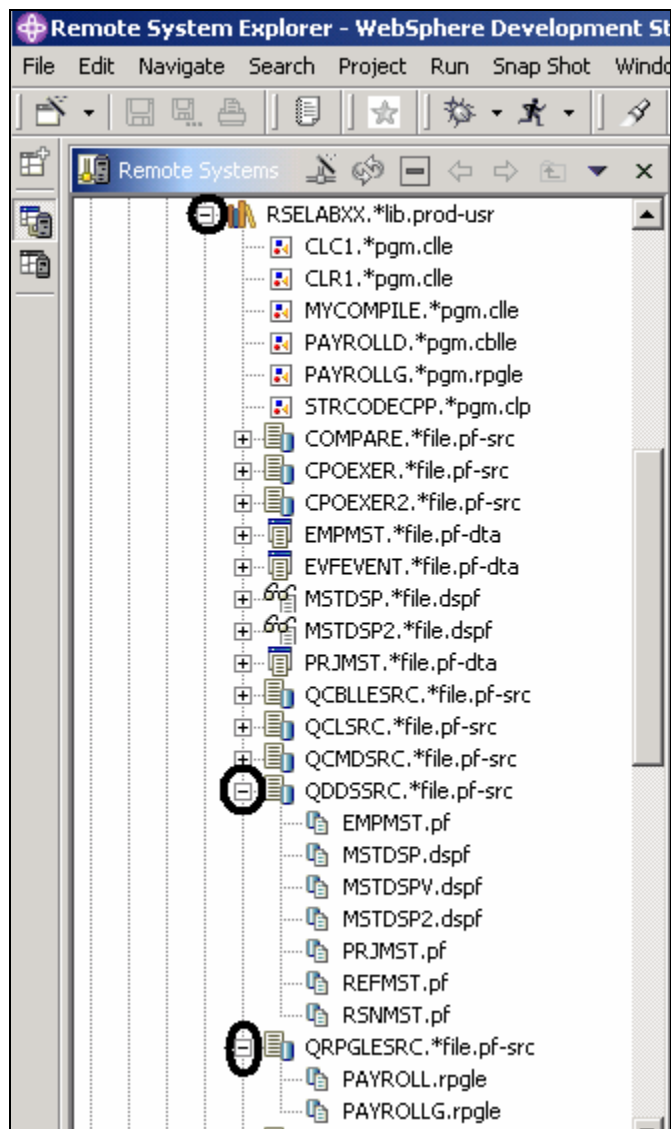 Remote System Explorer - WebSphere Development St
File Edit Navigate Search Project Run Snap Shot Windo
Remote Systems
RSELABXX.*lib.prod-usr
CLC1.*pgm.clle
CLR1.*pgm.clle
MYCOMPILE.*pgm.clle
PAYROLLD.*pgm.cblle
PAYROLLG.*pgm.rpgle
STRCODECPP.*pgm.clp
COMPARE.*file.pf-src
CPOEXER.*file.pf-src
CPOEXER2.*file.pf-src
EMPMST.*file.pf-dta
EVFEVENT.*file.pf-dta
MSTDSP.*file.dspf
MSTDSP2.*file.dspf
PRJMST.*file.pf-dta
QCBLLESRC.*file.pf-src
QCLSRC.*file.pf-src
QCMDSRC.*file.pf-src
QDDSSRC.*file.pf-src
EMPMST.pf
MSTDSP.dspf
MSTDSPV.dspf
MSTDSP2.dspf
PRJMST.pf
REFMST.pf
RSNMST.pf
QRPGLESRC.*file.pf-src
PAYROLL.rpgle
PAYROLLG.rpgle